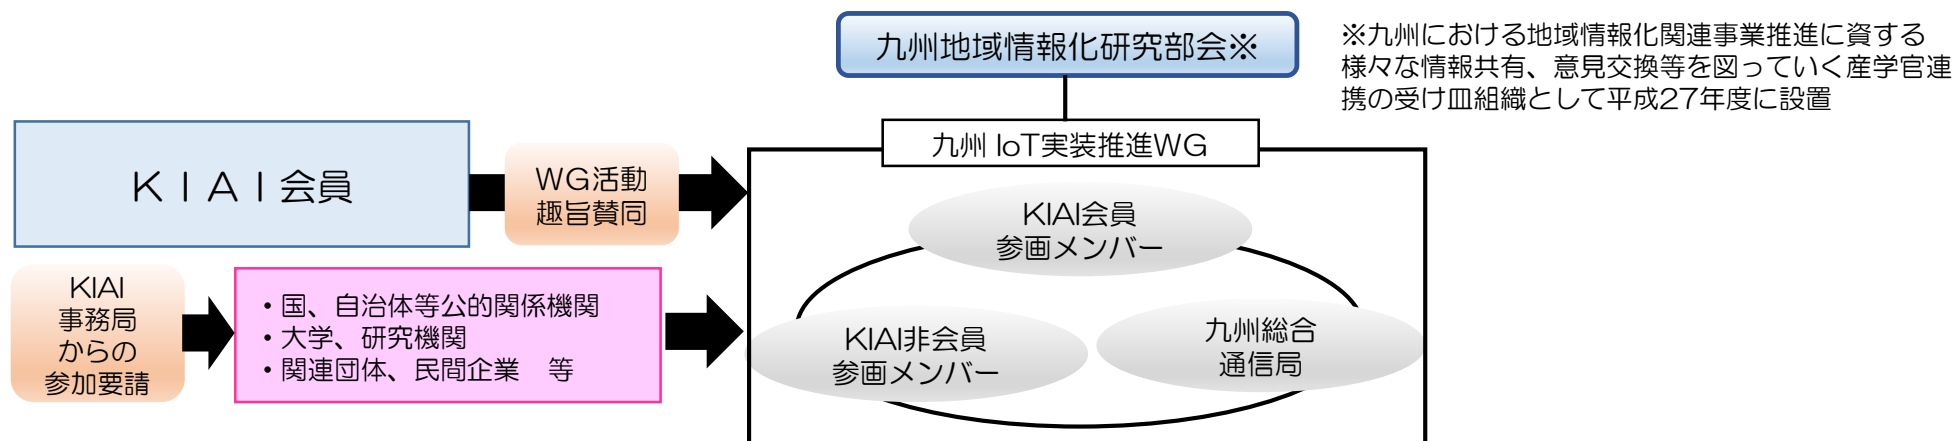 九州地域情報化研究部会※
※九州における地域情報化関連事業推進に資する
様々な情報共有、意見交換等を図っていく産学官連
携の受け皿組織として平成27年度に設置
九州 IoT実装推進WG
ＫＩＡＩ会員
WG活動
趣旨賛同
KIAI会員
参画メンバー
KIAI
事務局
からの
参加要請
・国、自治体等公的関係機関
・大学、研究機関
・関連団体、民間企業　等
KIAI非会員
参画メンバー
九州総合
通信局